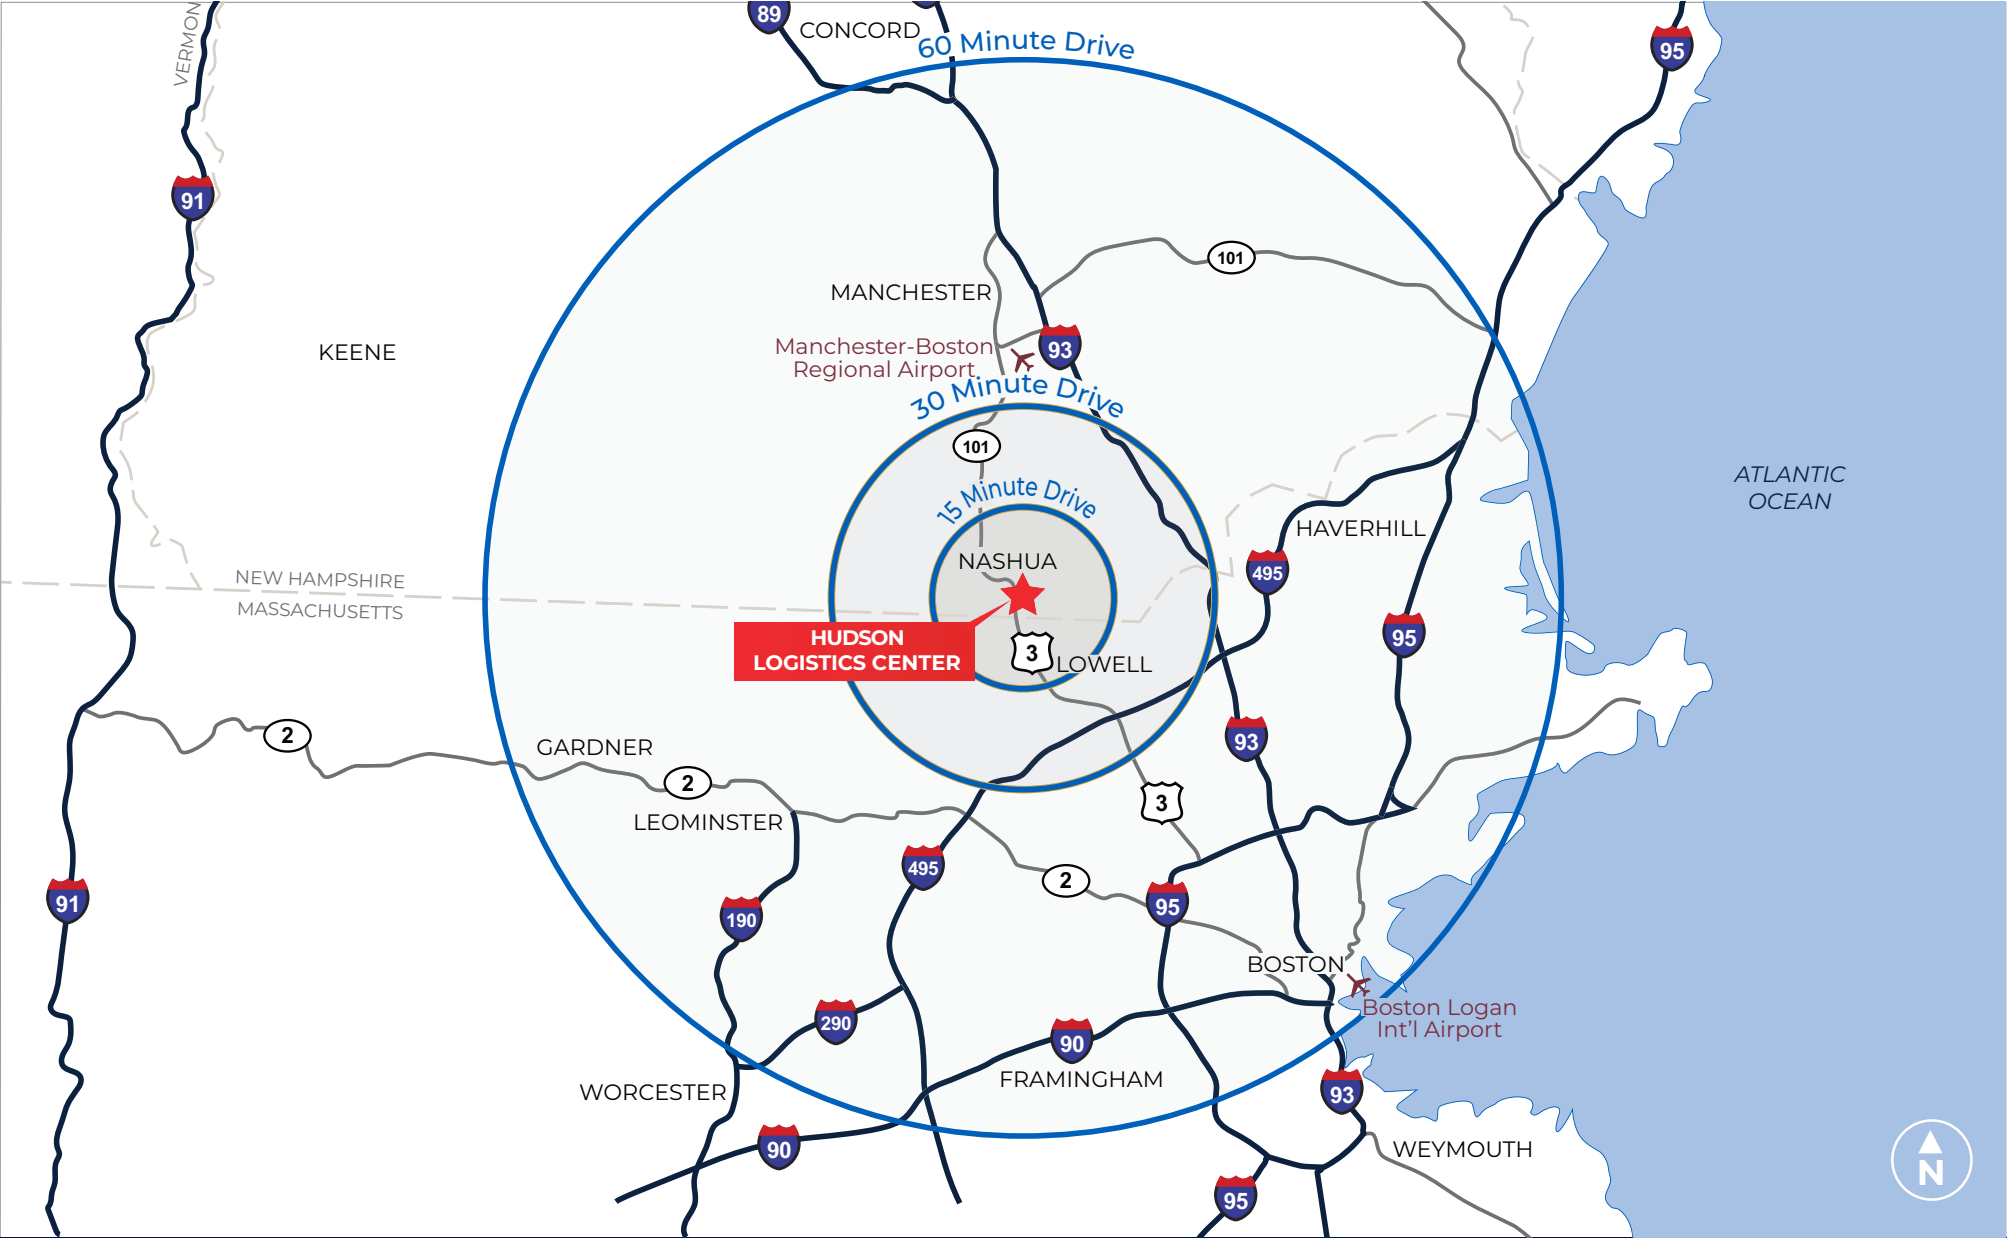 89
CONCORD
60 Minute Drive
95
VERMON
91
101
MANCHESTER
Manchester-Boston
Regional Airport
93
KEENE
30 Minute Drive
101
15 Minute Drive
ATLANTIC
OCEAN
HAVERHILL
NASHUA
495
NEW HAMPSHIRE
MASSACHUSETTS
HUDSON
LOGISTICS CENTER
3
LOWELL
95
2
GARDNER
93
2
3
LEOMINSTER
495
2
91
190
95
BOSTON
Boston Logan
Int'l Airport
290
90
FRAMINGHAM
WORCESTER
93
90
WEYMOUTH
95
N